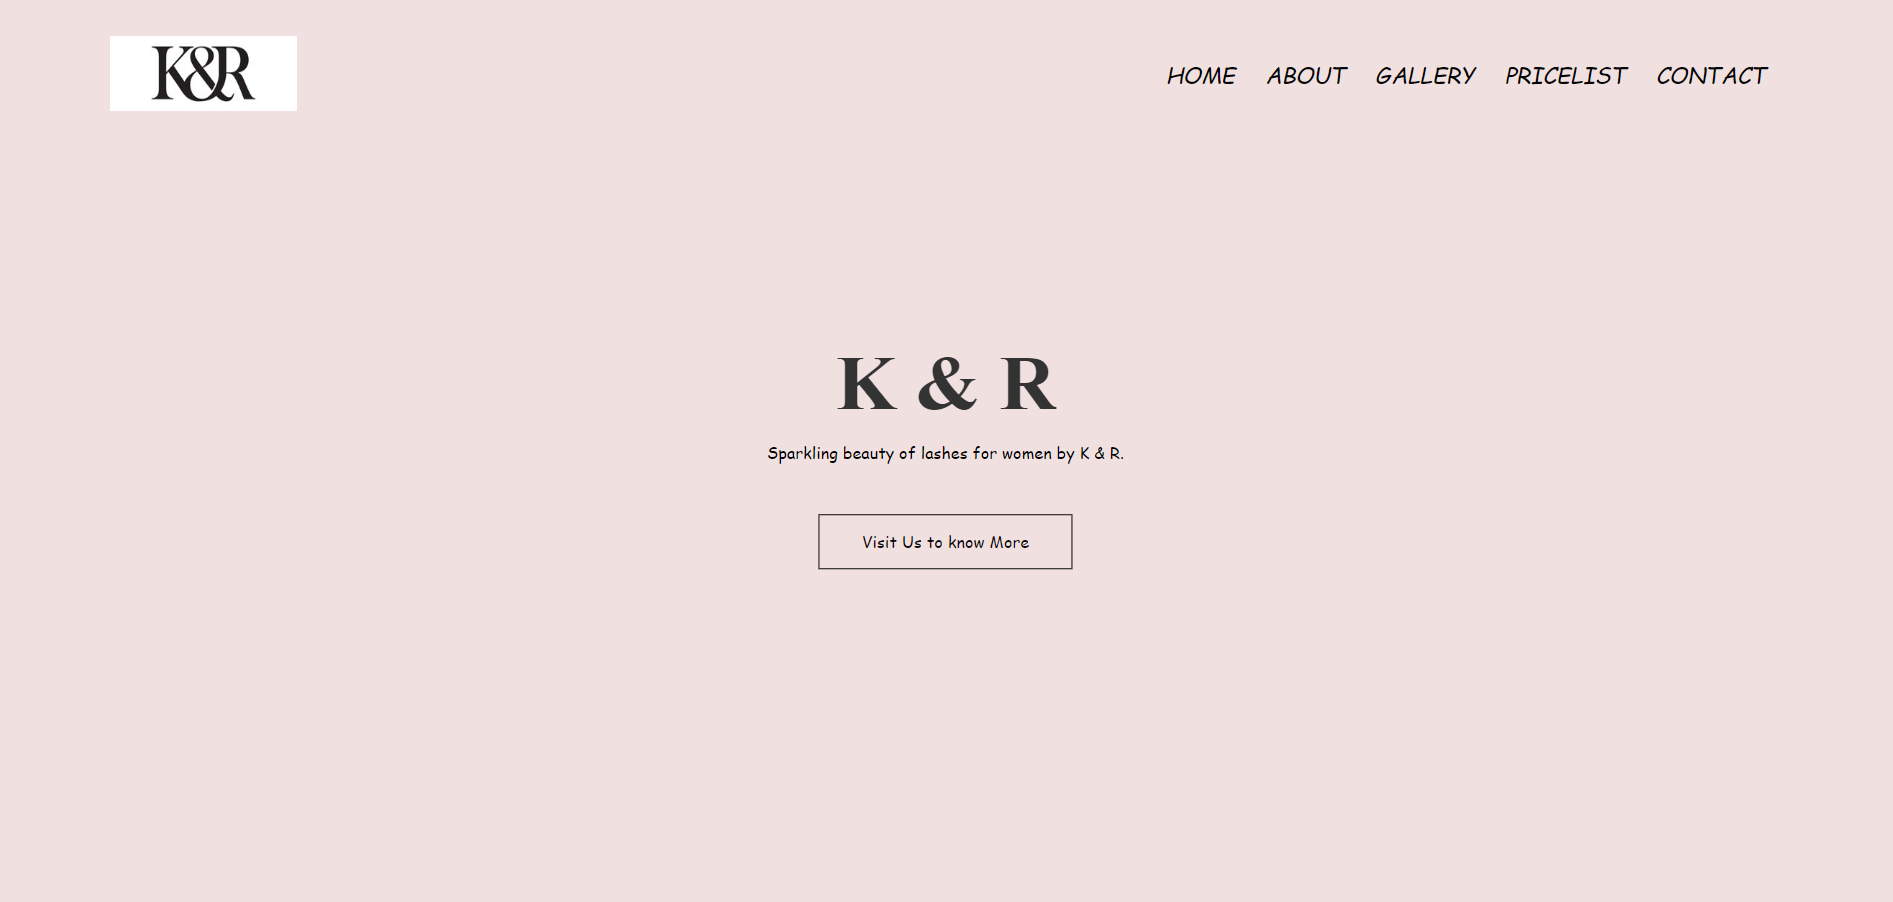 K&R
HOME ABOUT GALLERY PRICELIST CONTACT
K & R
Sparkling beauty of lashes for women by K & R.
Visit Us to know More